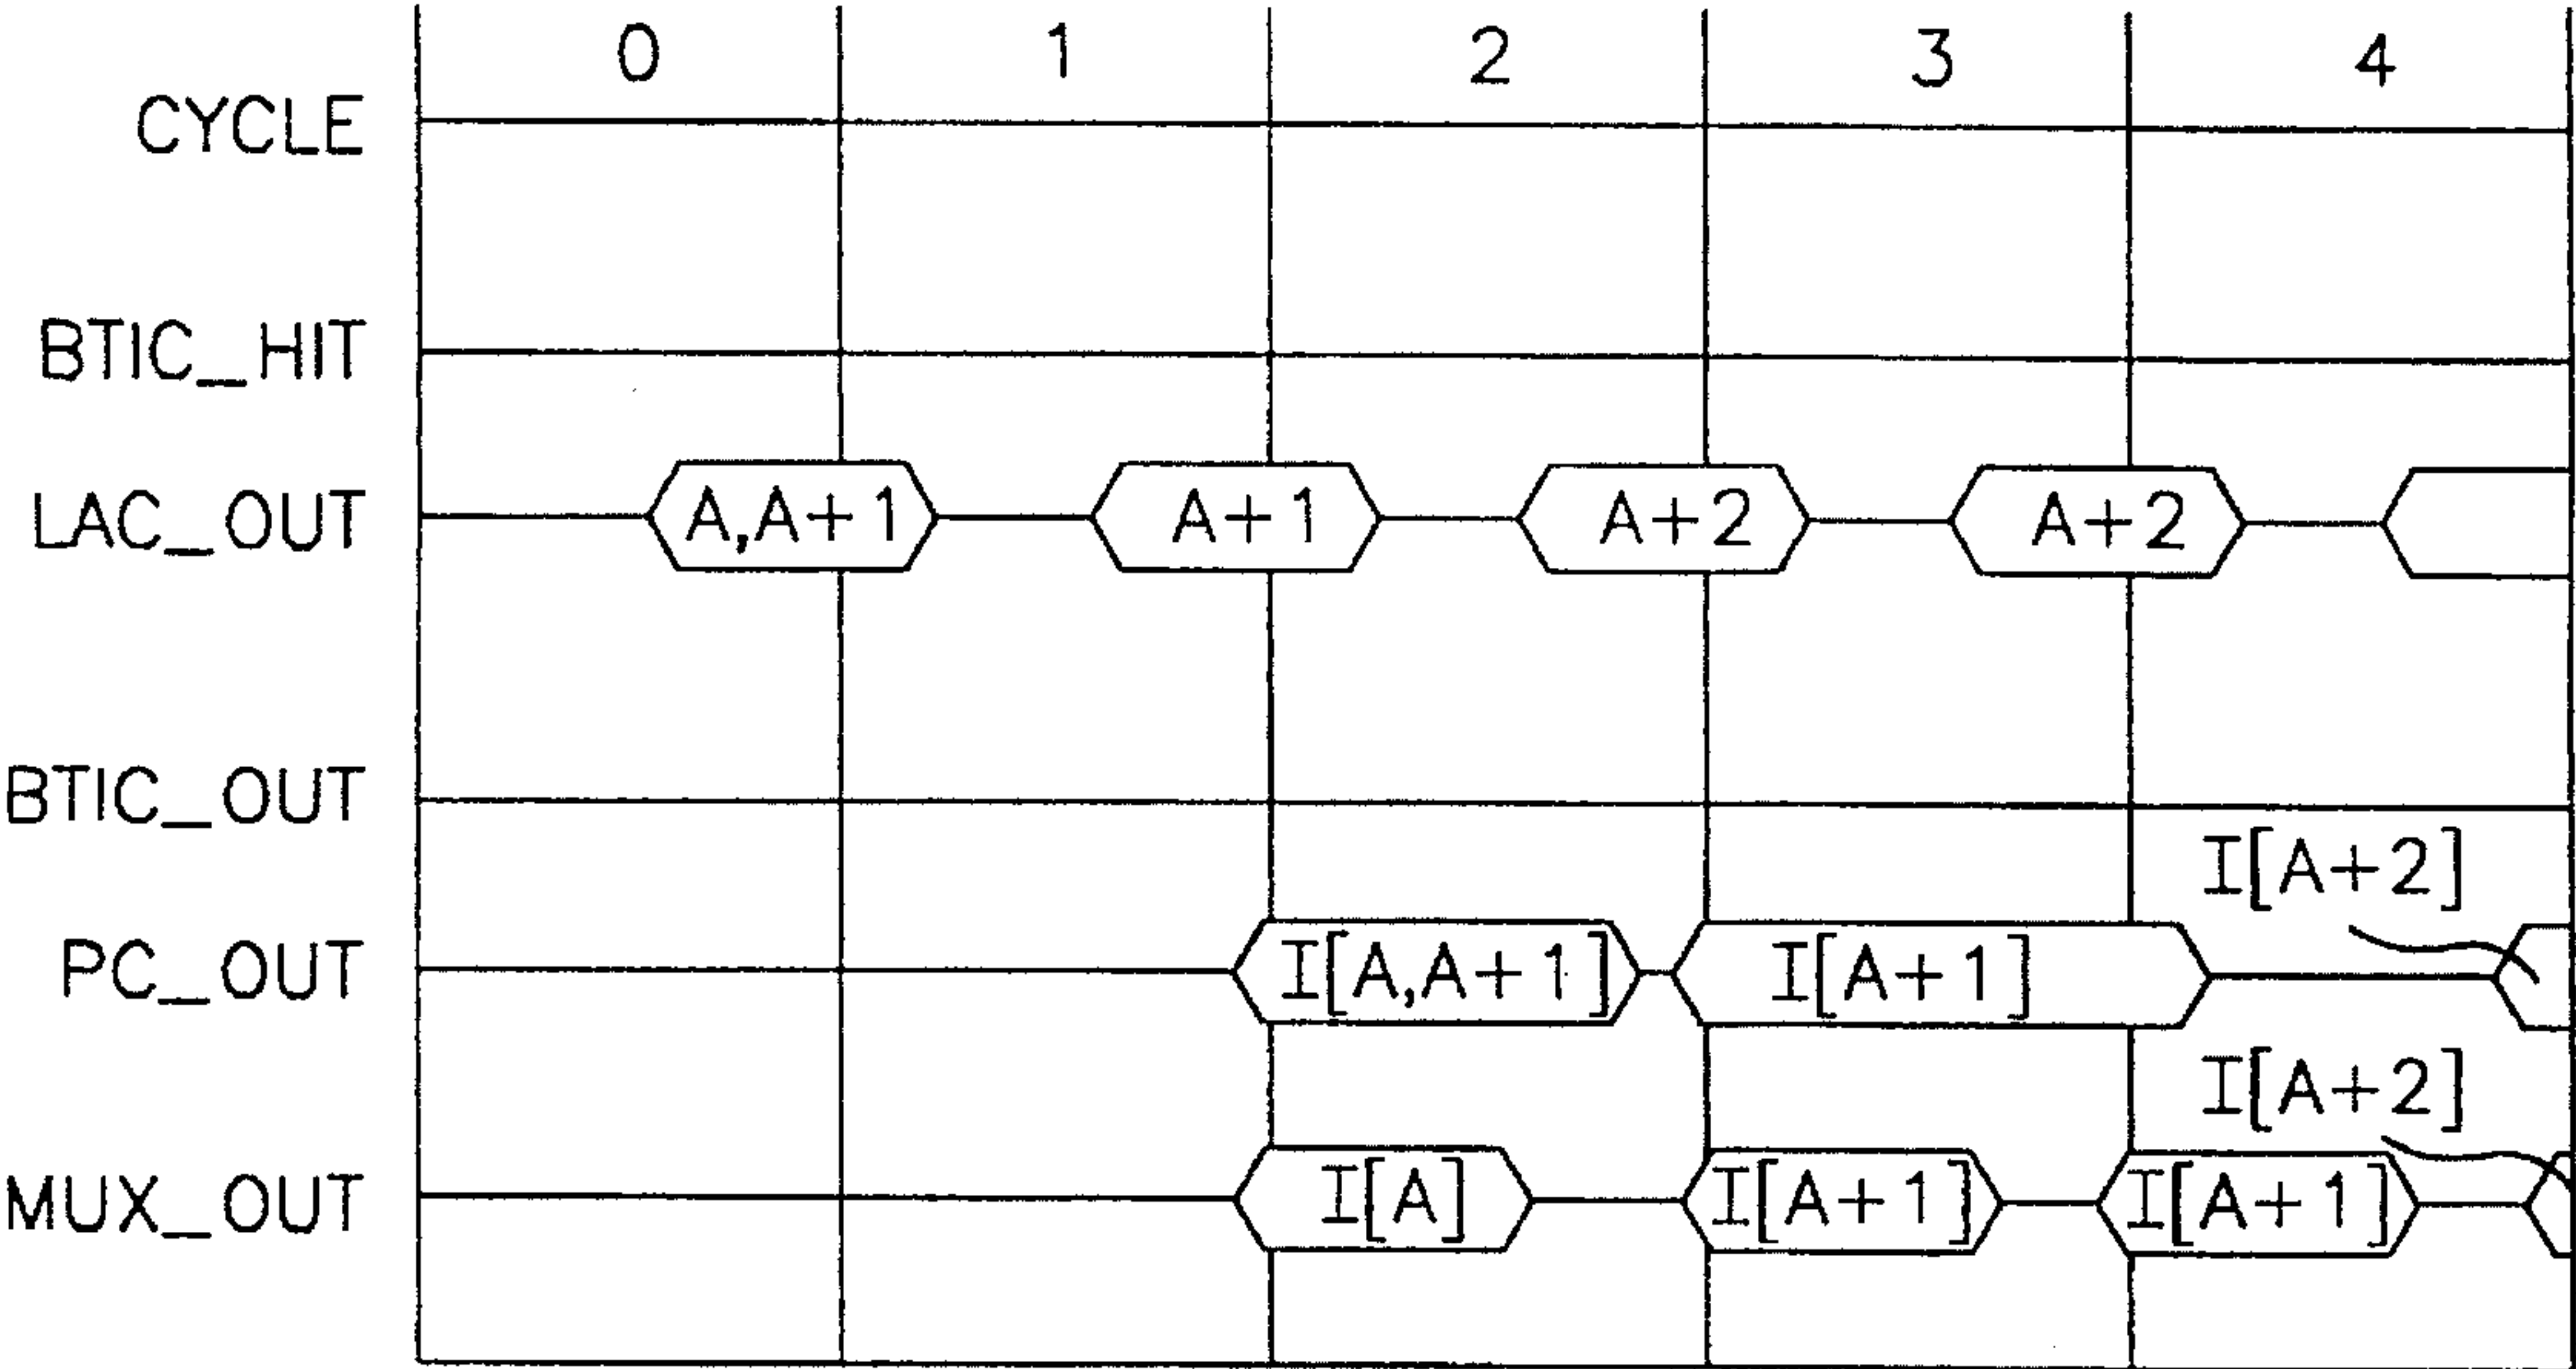 0 1 2 3 4
CYCLE
BTIC_HIT
LAC_OUT A,A+1 A+1 A+2 A+2
BTIC_OUT
I[A+2]
PC_OUT I[A,A+1] I[A+1]
I[A+2]
MUX_OUT I[A] I[A+1] I[A+1]